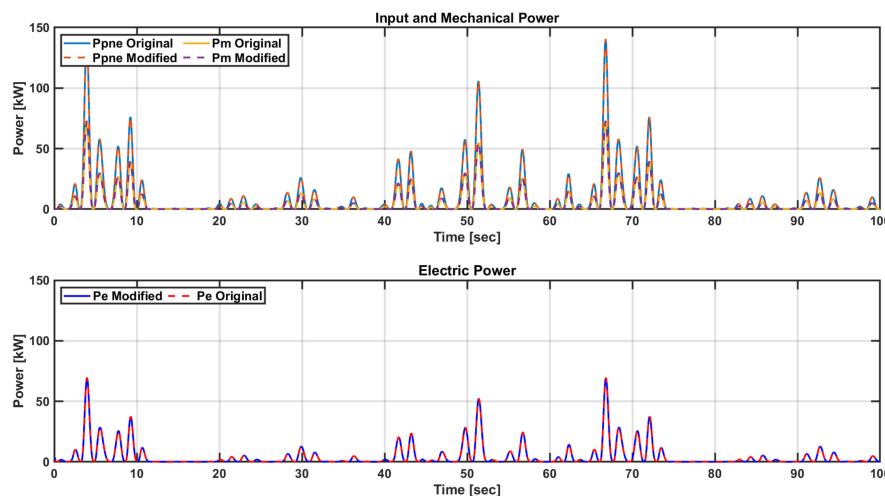 Input and Mechanical Power
150
100
50
0
Power [kW]
Ppne Original
Pm Original
Ppne Modified
Pm Modified
0 10 20 30 40 50 60 70 80 90 100
Time [sec]
Electric Power
150
100
50
0
Power [kW]
Pe Modified
Pe Original
0 10 20 30 40 50 60 70 80 90 100
Time [sec]